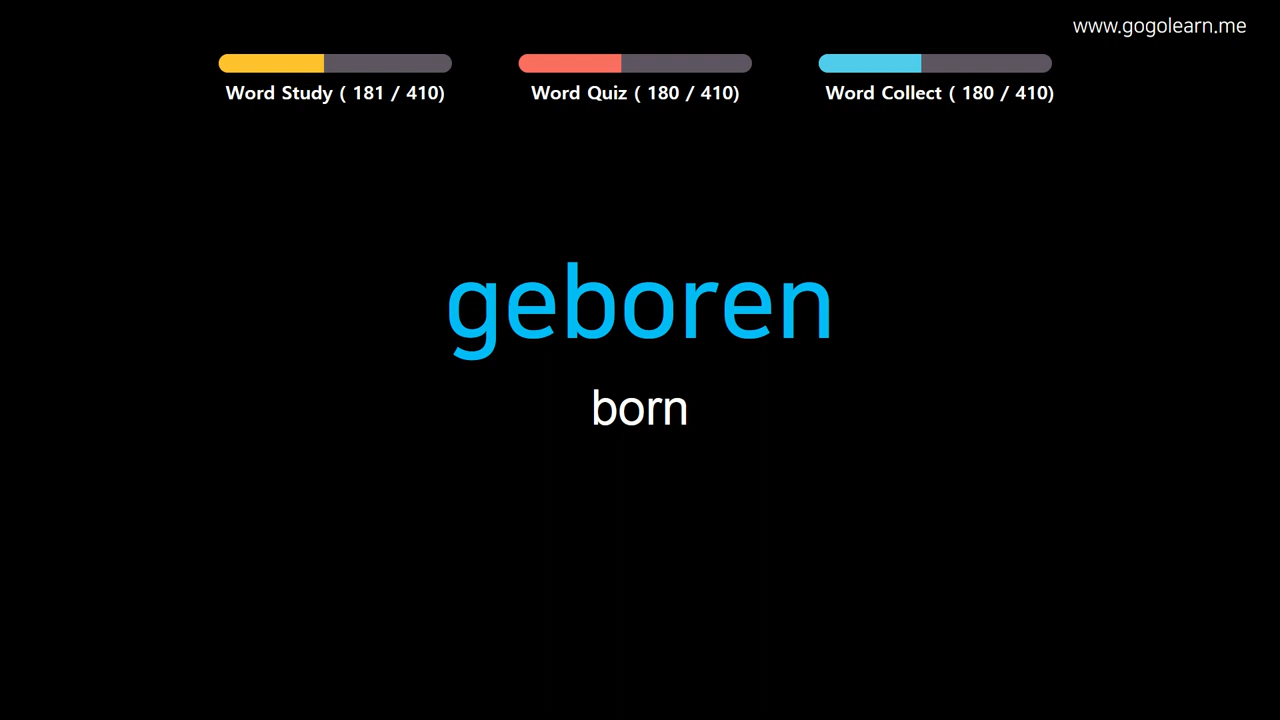 www.gogolearn.me
Word Study ( 181 / 410)
Word Quiz ( 180 / 410)
Word Collect ( 180 / 410)
geboren
born